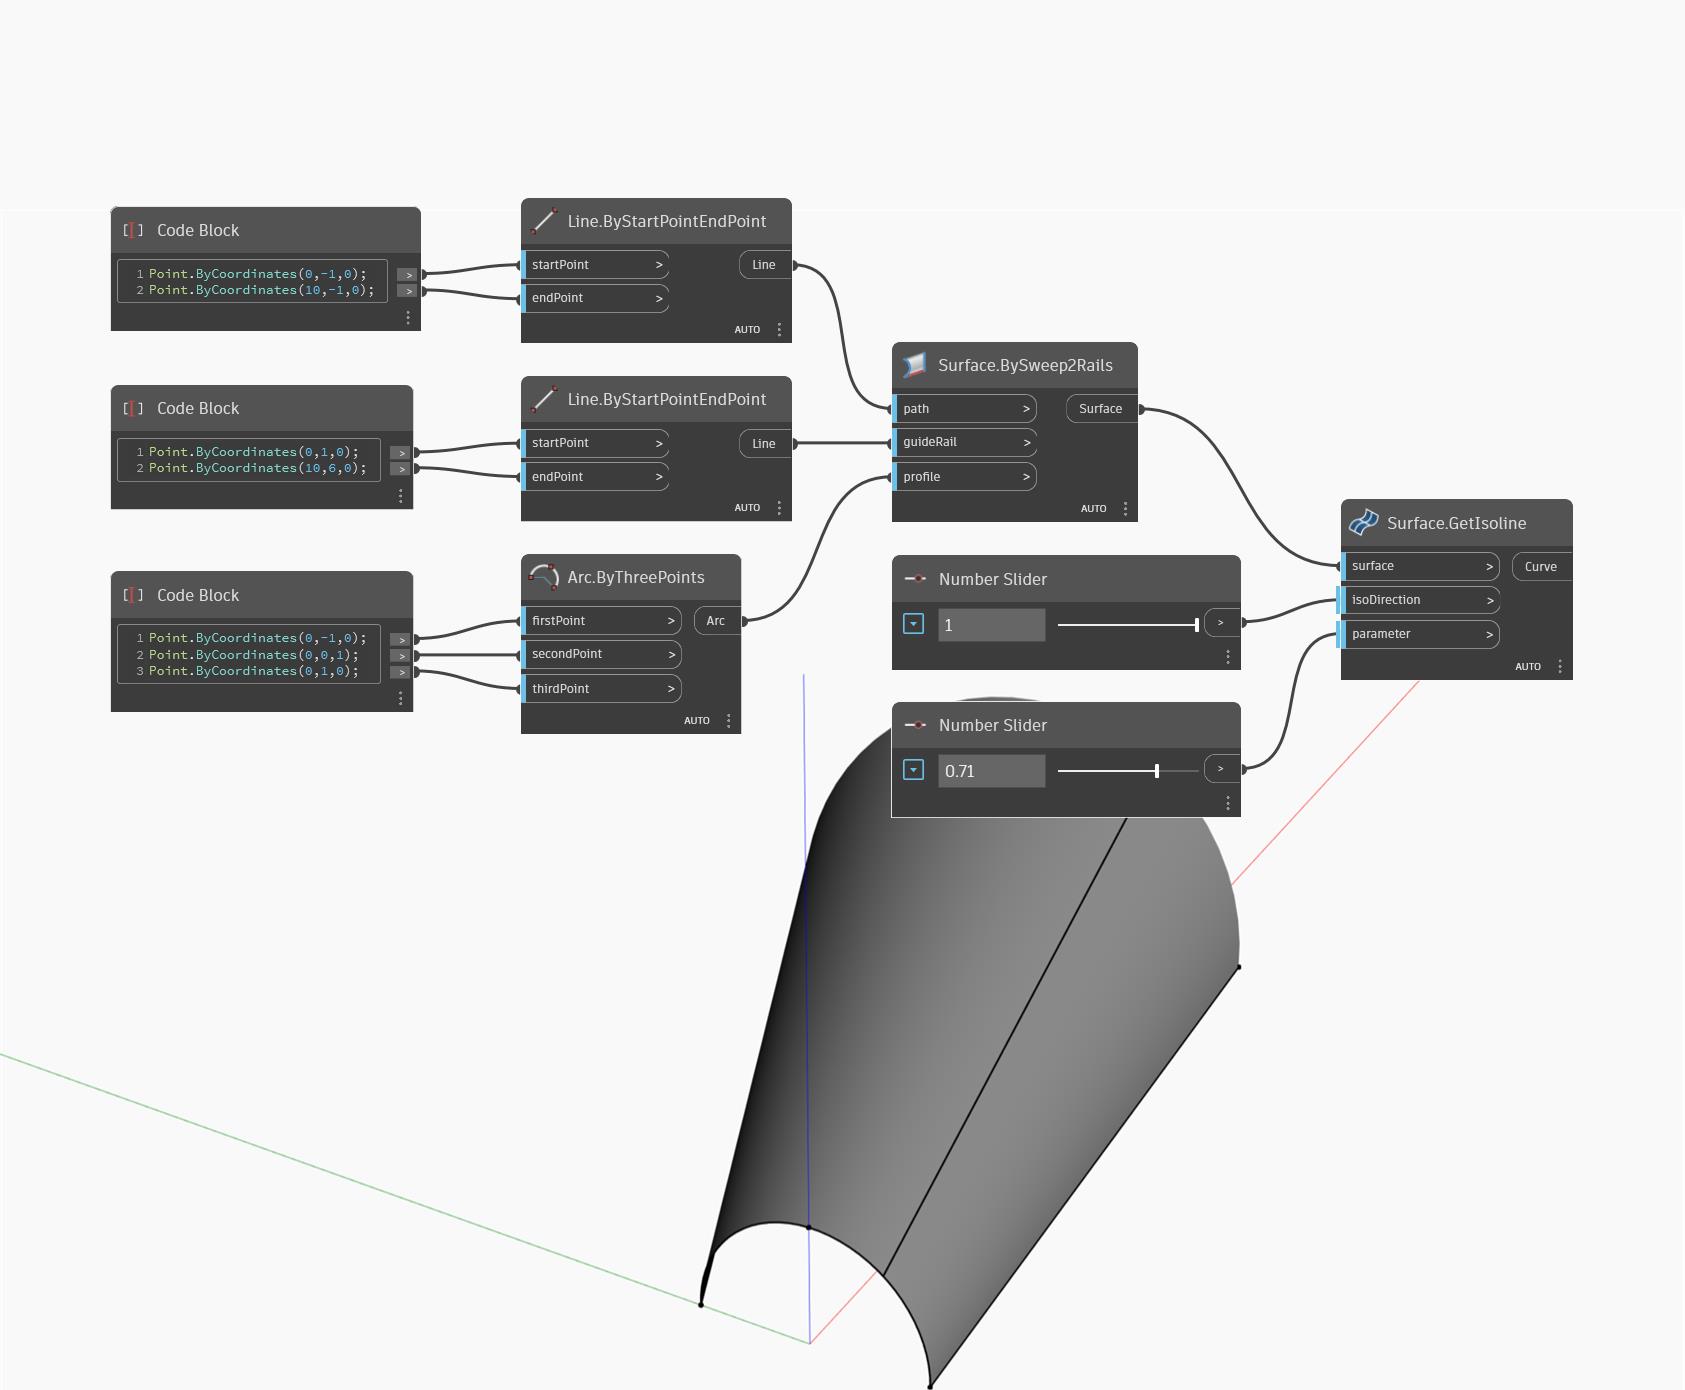 Code Block
1 Point.ByCoordinates(0,-1,0); >
2 Point.ByCoordinates(10,-1,0); >
Line.ByStartPointEndPoint
startPoint > Line
endPoint >
AUTO
Code Block
1 Point.ByCoordinates(0,1,0); >
2 Point.ByCoordinates(10,6,0); >
Line.ByStartPointEndPoint
startPoint > Line
endPoint >
AUTO
Code Block
1 Point.ByCoordinates(0,-1,0); >
2 Point.ByCoordinates(0,0,1); >
3 Point.ByCoordinates(0,1,0); >
Arc.ByThreePoints
firstPoint > Arc
secondPoint >
thirdPoint >
AUTO
Surface.BySweep2Rails
path > Surface
guideRail >
profile >
AUTO
Number Slider
1 >
Number Slider
0.71 >
Surface.GetIsoline
surface > Curve
isoDirection >
parameter >
AUTO